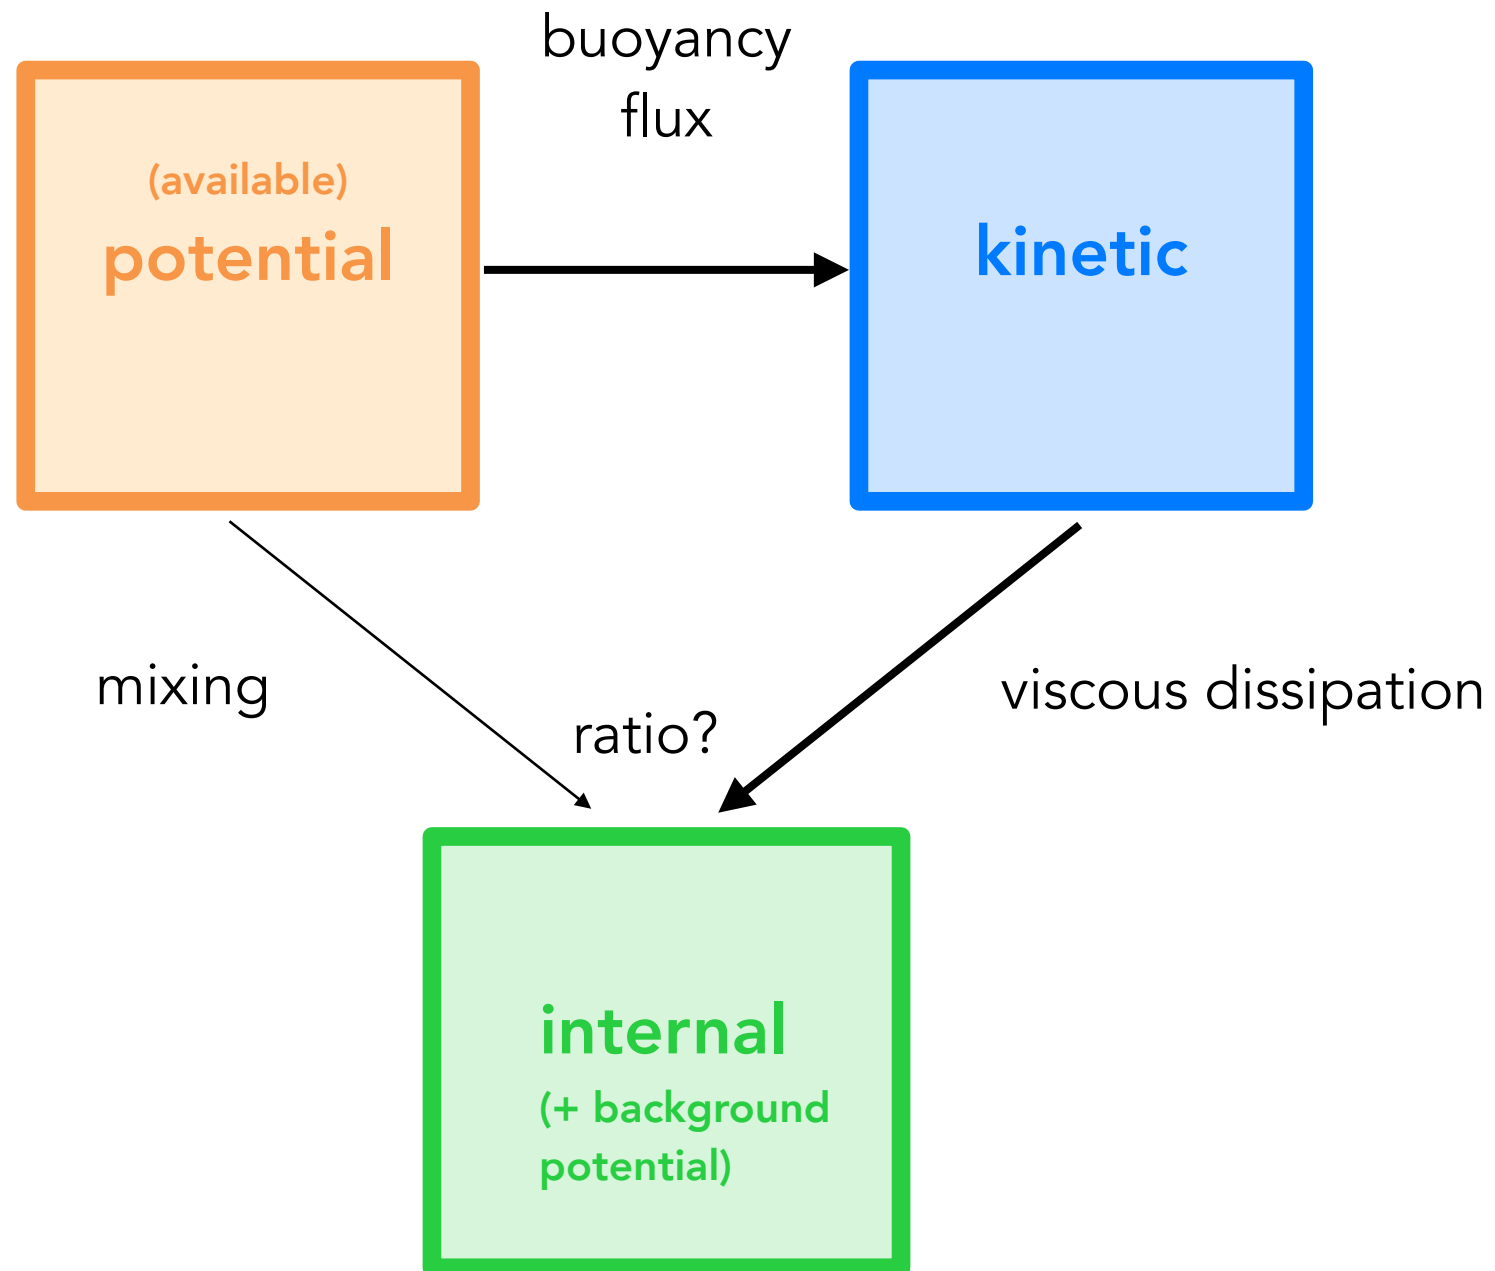 buoyancy
flux
(available)
potential
kinetic
mixing
ratio?
viscous dissipation
internal
(+ background
potential)